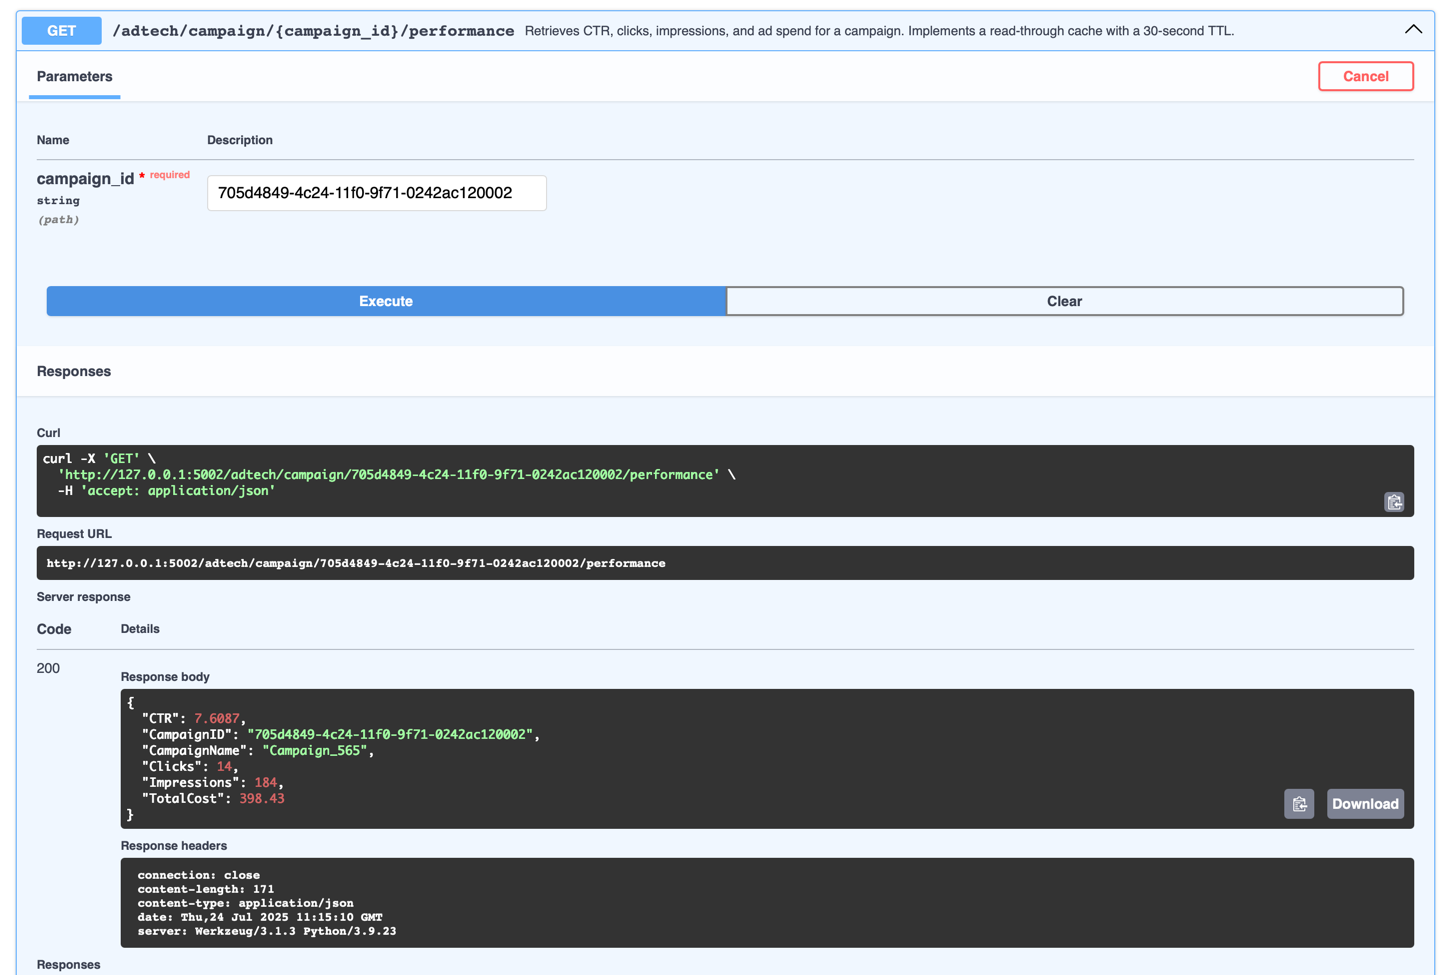 GET /adtech/campaign/{campaign_id}/performance Retrieves CTR, clicks, impressions, and ad spend for a campaign. Implements a read-through cache with a 30-second TTL.
Parameters
Cancel
Name Description
campaign_id * required
string
(path)
705d4849-4c24-11f0-9f71-0242ac120002
Execute Clear
Responses
Curl
curl -X 'GET' \
'http://127.0.0.1:5002/adtech/campaign/705d4849-4c24-11f0-9f71-0242ac120002/performance' \
-H 'accept: application/json'
Request URL
http://127.0.0.1:5002/adtech/campaign/705d4849-4c24-11f0-9f71-0242ac120002/performance
Server response
Code Details
200
Response body
{
"CTR": 7.6087,
"CampaignID": "705d4849-4c24-11f0-9f71-0242ac120002",
"CampaignName": "Campaign_565",
"Clicks": 14,
"Impressions": 184,
"TotalCost": 398.43
}
Download
Response headers
connection: close
content-length: 171
content-type: application/json
date: Thu,24 Jul 2025 11:15:10 GMT
server: Werkzeug/3.1.3 Python/3.9.23
Responses